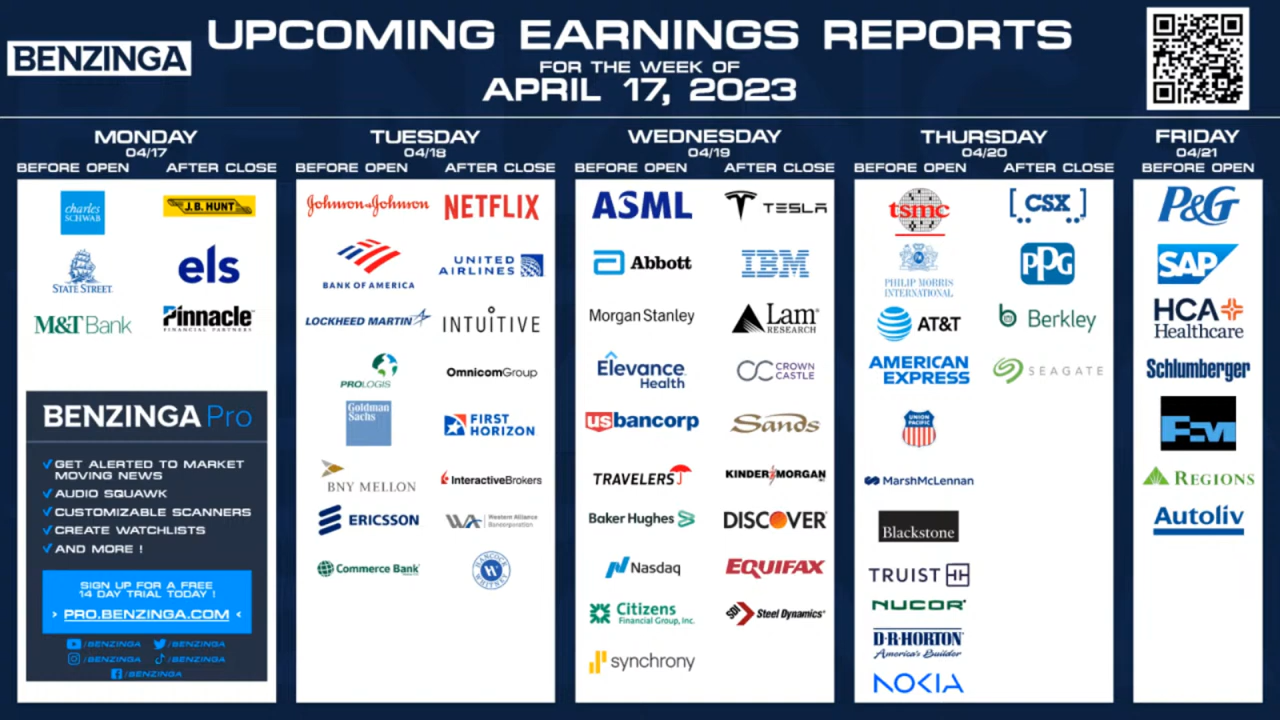 BENZINGA
UPCOMING EARNINGS REPORTS
FOR THE WEEK OF
APRIL 17, 2023
MONDAY
04/17
BEFORE OPEN AFTER CLOSE
charles
SCHWAB
J.B. HUNT
STATE STREET
els
M&T Bank
Pinnacle
FINANCIAL PARTNERS
BENZINGA Pro
✓ GET ALERTED TO MARKET
MOVING NEWS
✓ AUDIO SQUAWK
✓ CUSTOMIZABLE SCANNERS
✓ CREATE WATCHLISTS
✓ AND MORE !
SIGN UP FOR A FREE
14 DAY TRIAL TODAY !
› PRO.BENZINGA.COM ‹
/BENZINGA /BENZINGA
/BENZINGA /BENZINGA
/BENZINGA
TUESDAY
04/18
BEFORE OPEN AFTER CLOSE
Johnson&Johnson NETFLIX
BANK OF AMERICA
UNITED
AIRLINES
LOCKHEED MARTIN INTUITIVE
PROLOGIS OmnicomGroup
Goldman
Sachs
FIRST
HORIZON
BNY MELLON InteractiveBrokers
ERICSSON
WA Western Alliance
Bancorporation
Commerce Bank
HANCOCK
WHITNEY
WEDNESDAY
04/19
BEFORE OPEN AFTER CLOSE
ASML TESLA
Abbott IBM
Morgan Stanley
Lam
RESEARCH
Elevance
Health
CC CROWN
CASTLE
usbancorp Sands
TRAVELERS KINDER MORGAN
Baker Hughes DISCOVER
Nasdaq EQUIFAX
Citizens
Financial Group, Inc.
SDI Steel Dynamics
synchrony
THURSDAY
04/20
BEFORE OPEN AFTER CLOSE
tsmc [CSX]
PHILIP MORRIS
INTERNATIONAL
PPG
AT&T Berkley
AMERICAN
EXPRESS
SEAGATE
UNION
PACIFIC
MarshMcLennan
Blackstone
TRUIST
NUCOR
D·R·HORTON
America's Builder
NOKIA
FRIDAY
04/21
BEFORE OPEN
P&G
SAP
HCA
Healthcare
Schlumberger
REGIONS
Autoliv